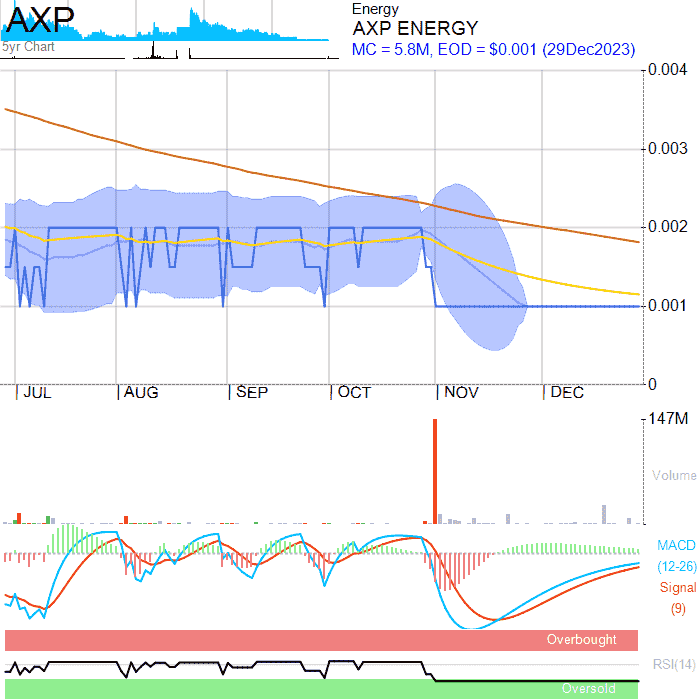 AXP
5yr Chart
Energy
AXP ENERGY
MC = 5.8M, EOD = $0.001 (29Dec2023)
0.004
0.003
0.002
0.001
0
JUL AUG SEP OCT NOV DEC
147M
Volume
MACD
(12-26)
Signal
(9)
Overbought
RSI(14)
Oversold